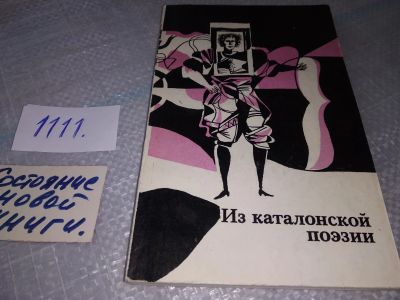 1111.
Состояние
новой
книги.
Из каталонской
поэзии